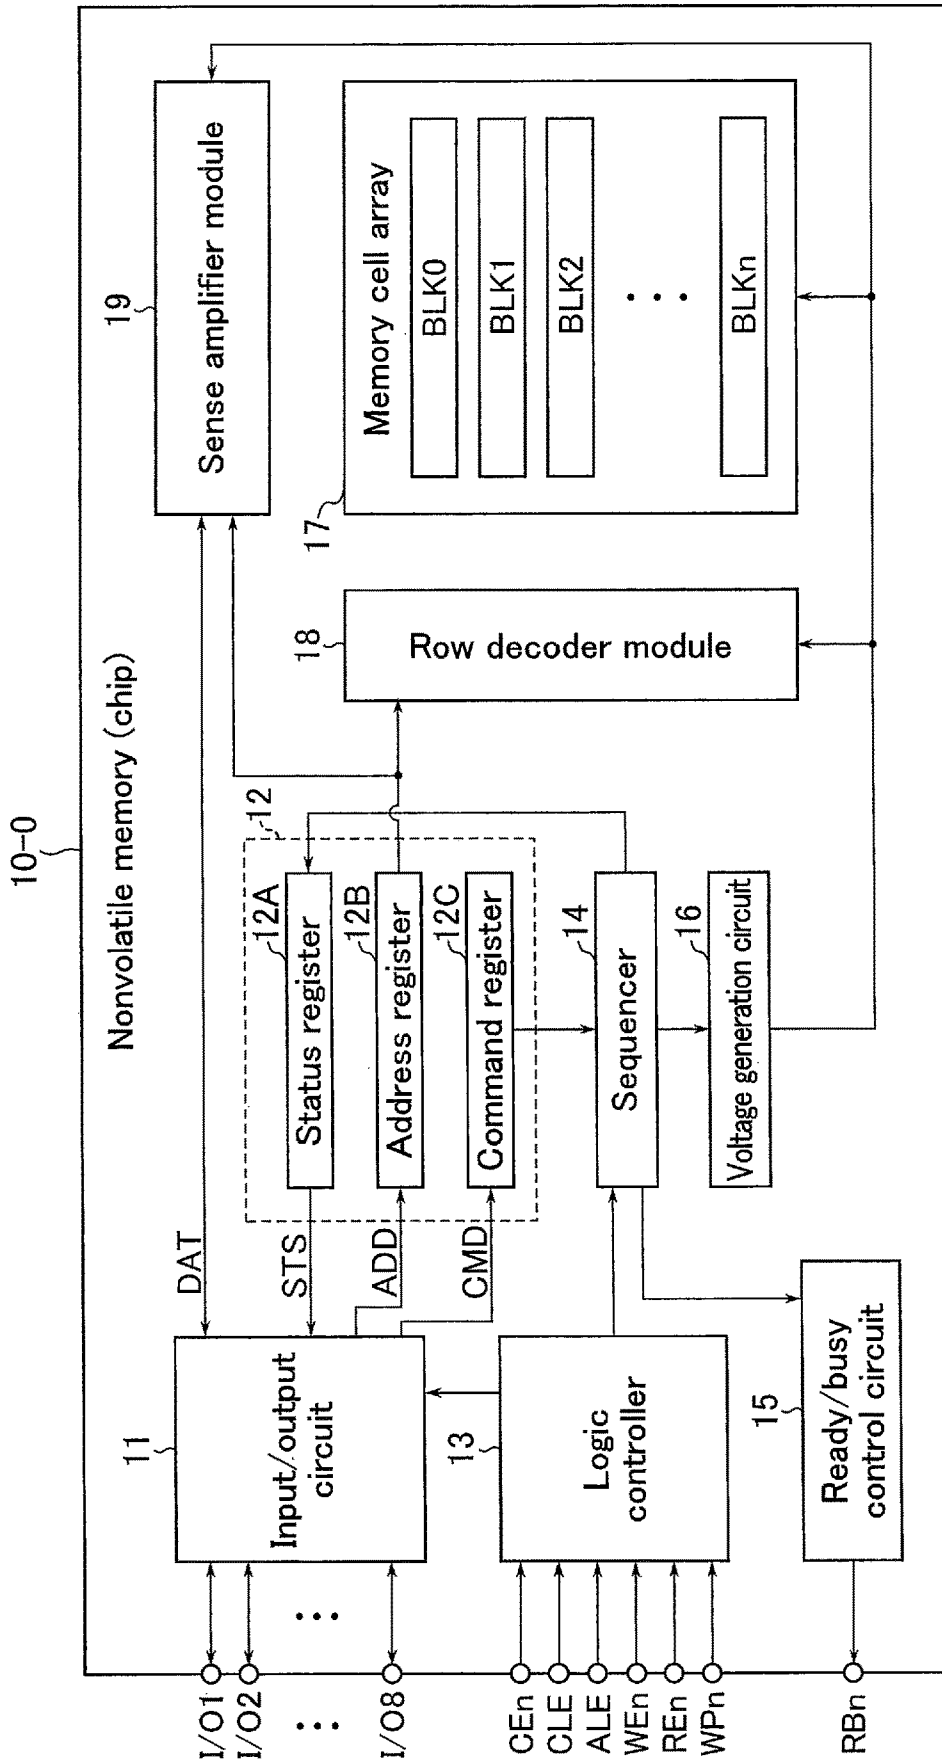 10-0
Nonvolatile memory (chip)
I/O1
I/O2
I/O8
CEn
CLE
ALE
WEn
REn
WPn
RBn
11
Input/output
circuit
13
Logic
controller
15
Ready/busy
control circuit
DAT
STS
ADD
CMD
12
12A
Status register
12B
Address register
12C
Command register
14
Sequencer
16
Voltage generation circuit
18
Row decoder module
19
Sense amplifier module
17
Memory cell array
BLK0
BLK1
BLK2
BLKn